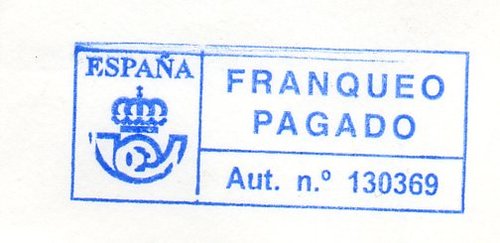 ESPAÑA
FRANQUEO
PAGADO
Aut. n.º 130369